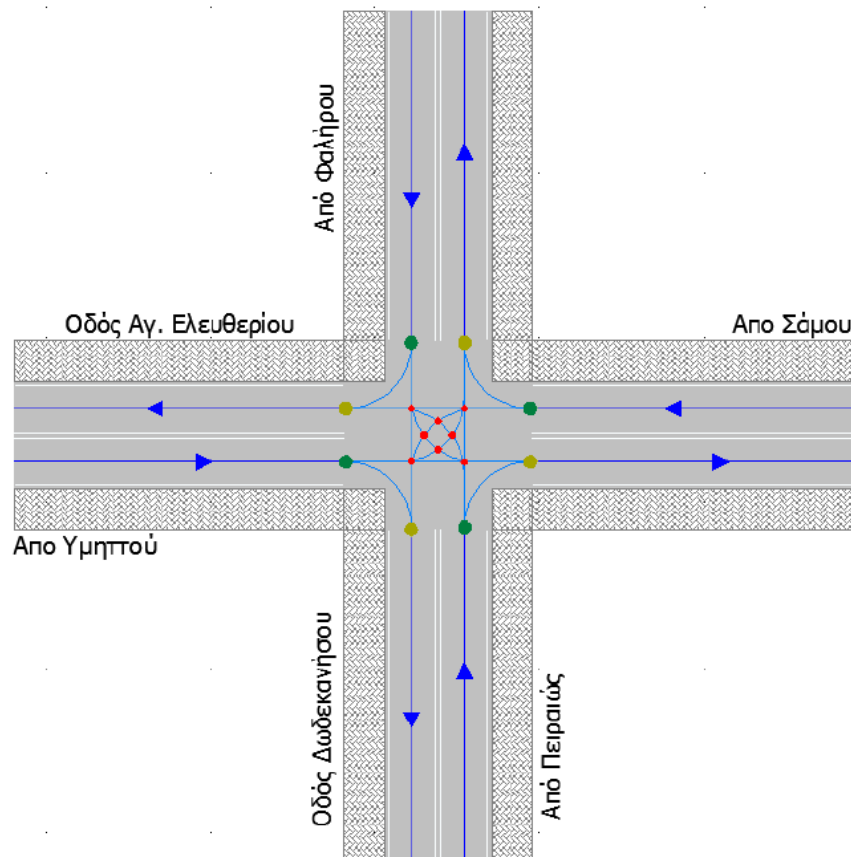 Από Φαλήρου
Οδός Αγ. Ελευθερίου
Απο Σάμου
Απο Υμηττού
Οδός Δωδεκανήσου
Από Πειραιώς